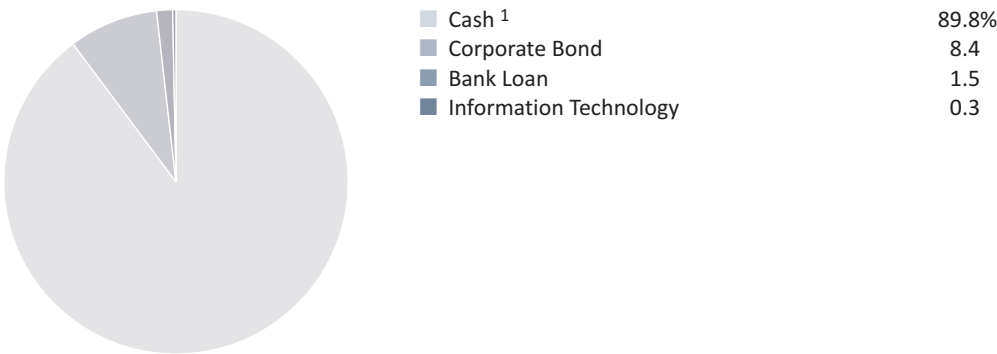 Cash 1 89.8%
Corporate Bond 8.4
Bank Loan 1.5
Information Technology 0.3